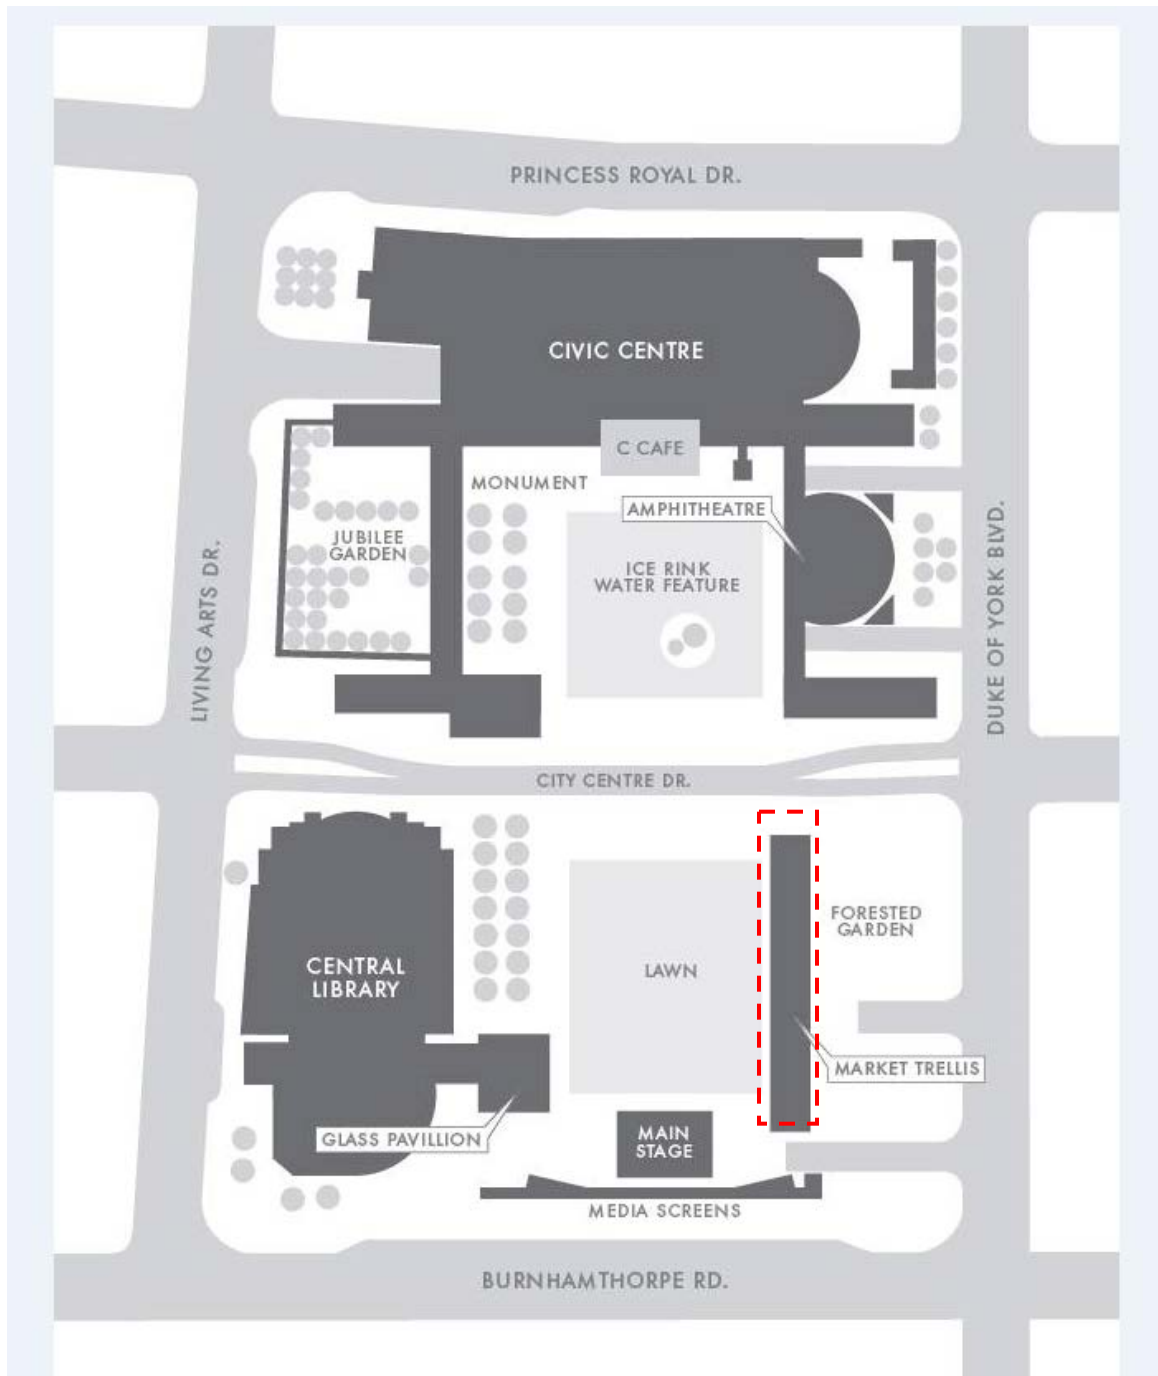 PRINCESS ROYAL DR.
CIVIC CENTRE
C CAFE
MONUMENT
AMPHITHEATRE
JUBILEE
GARDEN
ICE RINK
WATER FEATURE
LIVING ARTS DR.
DUKE OF YORK BLVD.
CITY CENTRE DR.
FORESTED
GARDEN
CENTRAL
LIBRARY
LAWN
MARKET TRELLIS
GLASS PAVILLION
MAIN
STAGE
MEDIA SCREENS
BURNHAMTHORPE RD.